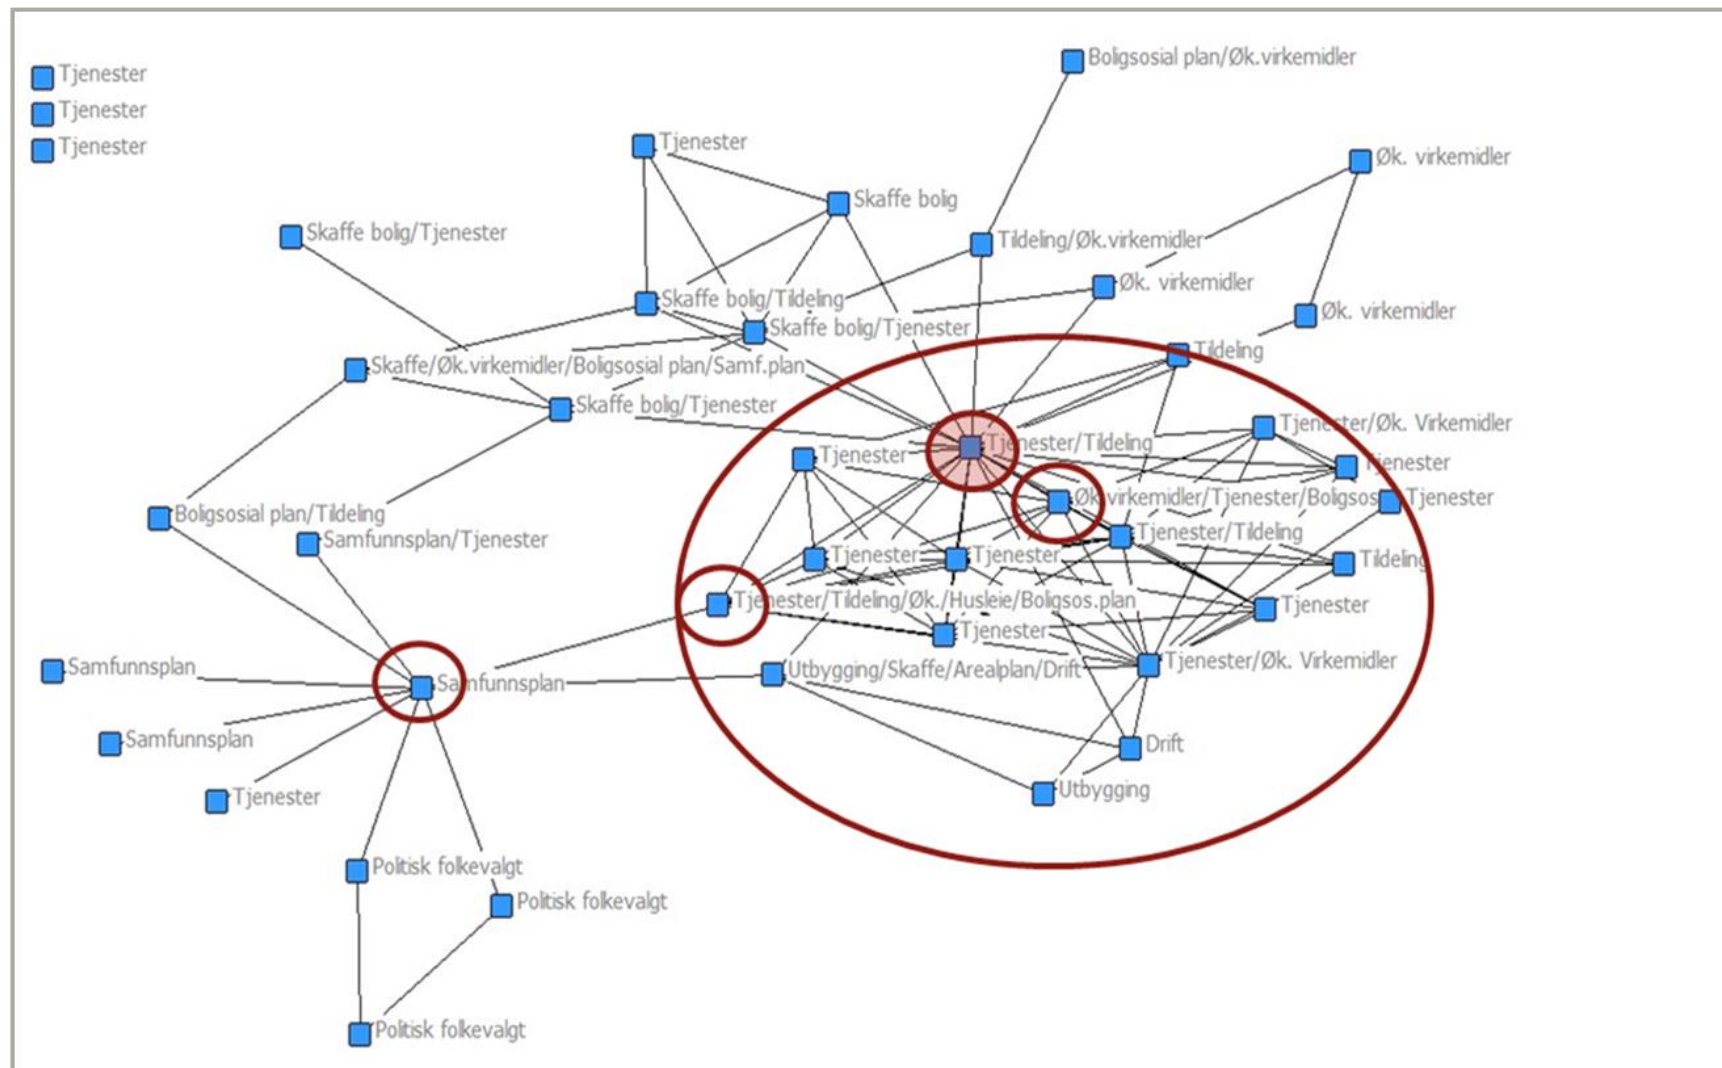 Boligsosial plan/Øk.virkemidler
Tjenester
Tjenester
Tjenester
Tjenester
Øk. virkemidler
Skaffe bolig
Skaffe bolig/Tjenester
Tildeling/Øk.virkemidler
Øk. virkemidler
Skaffe bolig/Tildeling
Øk. virkemidler
Skaffe bolig/Tjenester
Tildeling
Skaffe/Øk.virkemidler/Boligsosial plan/Samf.plan
Skaffe bolig/Tjenester
Tjenester/Øk. Virkemidler
Tjenester/Tildeling
Tjenester
Tjenester
Øk.virkemidler/Tjenester/Boligsos
Tjenester
Boligsosial plan/Tildeling
Tjenester/Tildeling
Samfunnsplan/Tjenester
Tjenester
Tjenester
Tildeling
Tjenester/Tildeling/Øk./Husleie/Boligsos.plan
Tjenester
Tjenester
Tjenester/Øk. Virkemidler
Samfunnsplan
Utbygging/Skaffe/Arealplan/Drift
Samfunnsplan
Samfunnsplan
Drift
Utbygging
Tjenester
Politisk folkevalgt
Politisk folkevalgt
Politisk folkevalgt